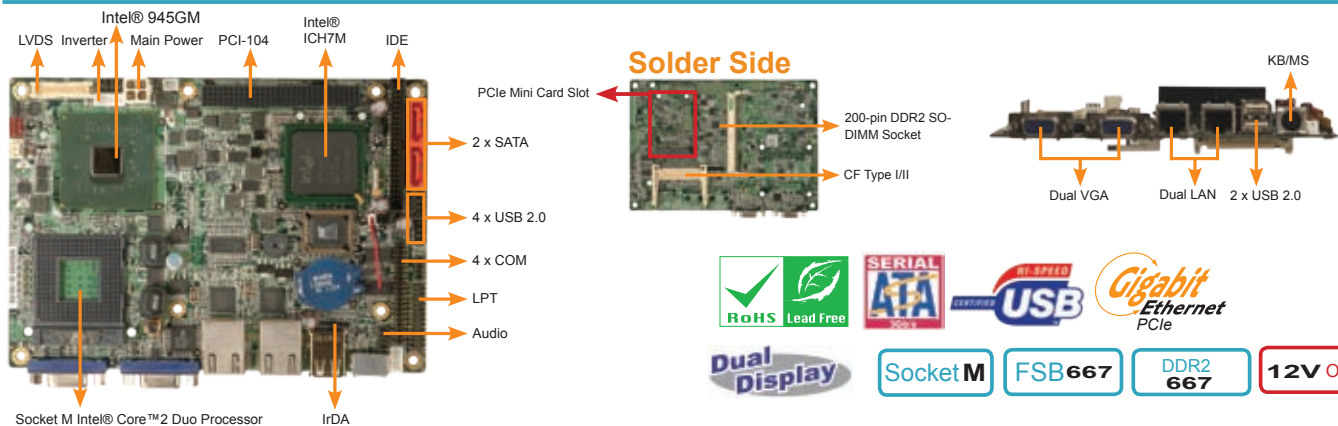 Intel® 945GM
LVDS
Inverter
Main Power
PCI-104
Intel®
ICH7M
IDE
2 x SATA
4 x USB 2.0
4 x COM
LPT
Audio
Socket M Intel® Core™2 Duo Processor
IrDA
Solder Side
PCIe Mini Card Slot
200-pin DDR2 SO-
DIMM Socket
CF Type I/II
KB/MS
Dual VGA
Dual LAN
2 x USB 2.0
RoHS
Lead Free
SERIAL
ATA
HI-SPEED
CERTIFIED
USB
Gigabit
Ethernet
PCIe
Dual
Display
Socket M
FSB 667
DDR2
667
12V